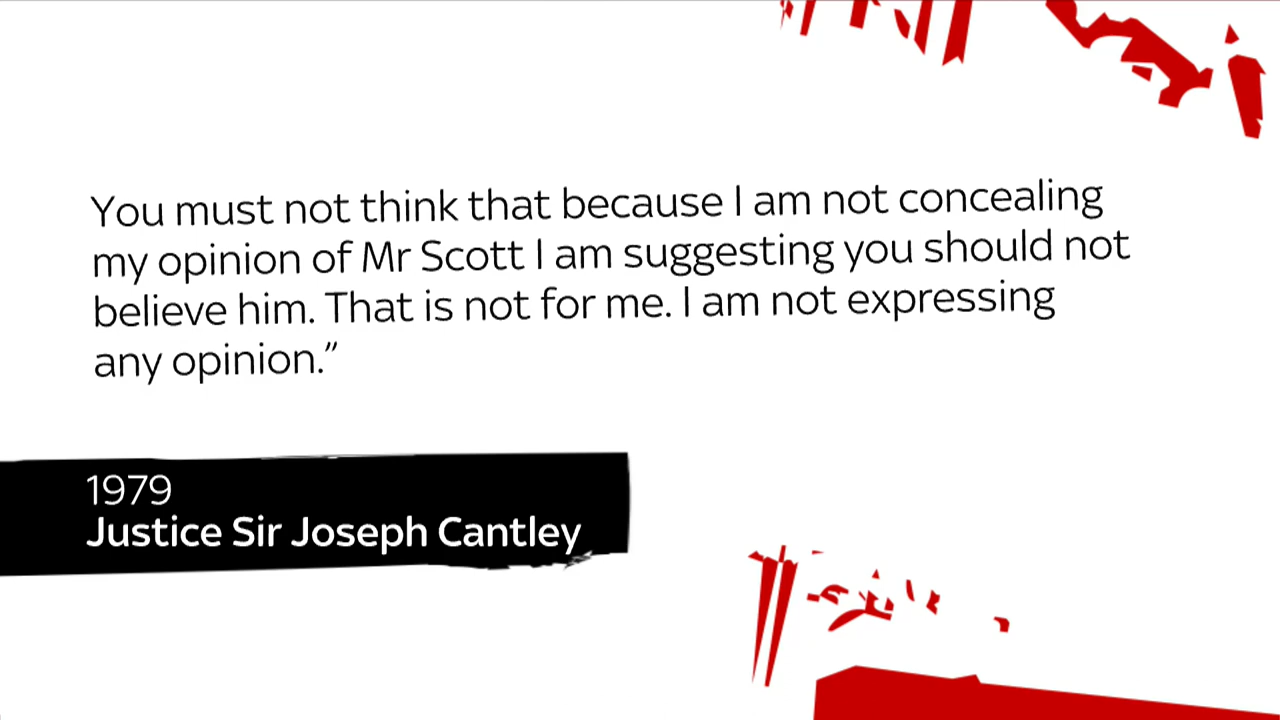 You must not think that because I am not concealing
my opinion of Mr Scott I am suggesting you should not
believe him. That is not for me. I am not expressing
any opinion.”
1979
Justice Sir Joseph Cantley